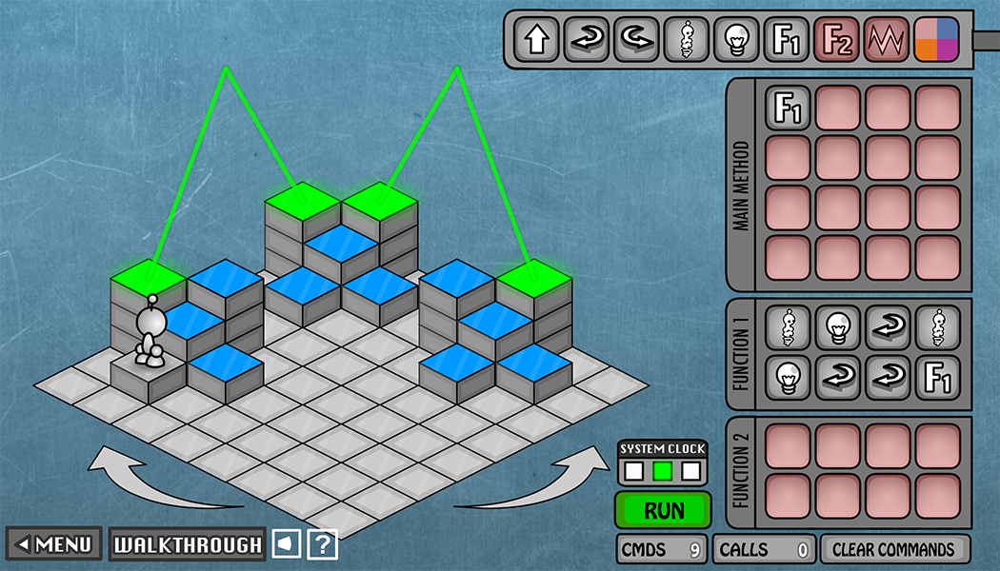 F1 F2
MAIN METHOD
F1
FUNCTION 1
F1
FUNCTION 2
SYSTEM CLOCK
RUN
MENU
WALKTHROUGH
?
CMDS 9
CALLS 0
CLEAR COMMANDS